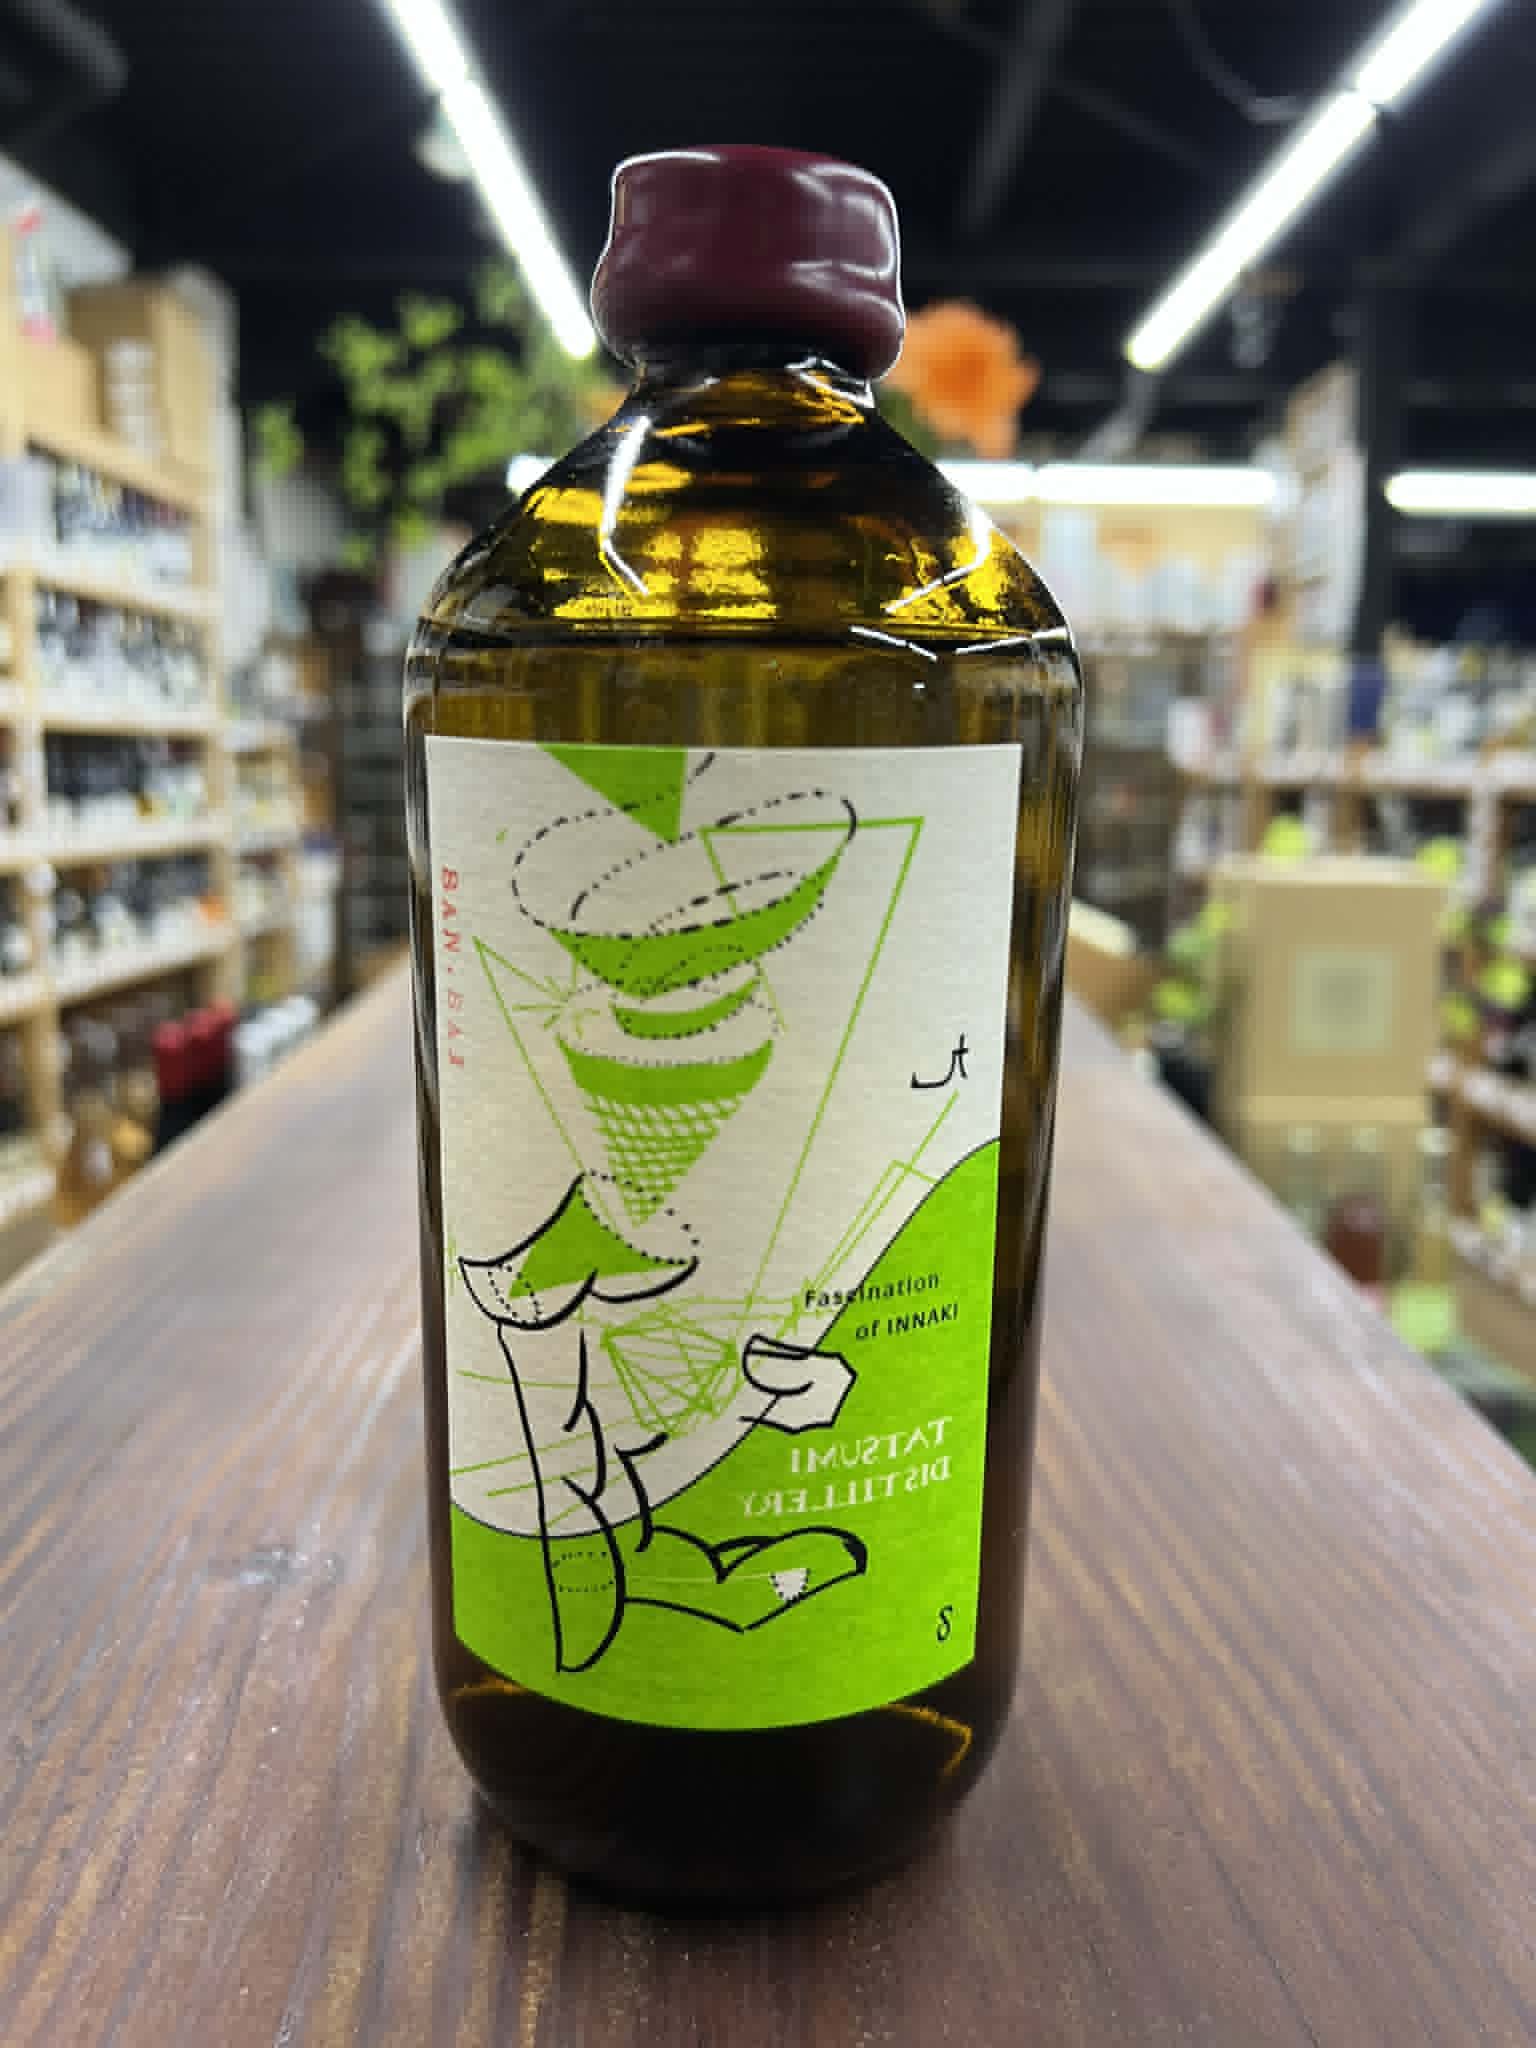 BAN.BAI
Fascination
of INNAKI
TATSUMI
DISTILLERY